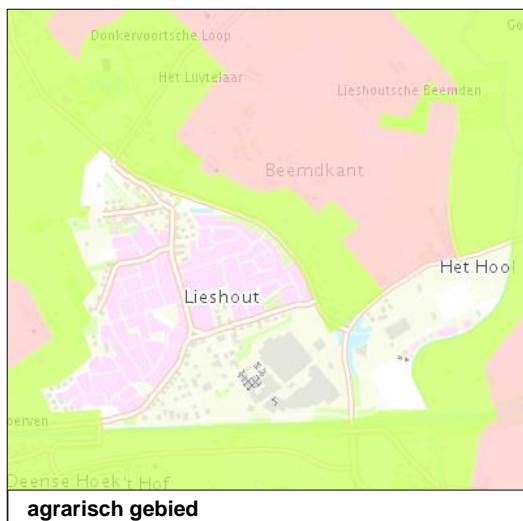 Donkervoortsche Loop
Het Luytelaar
Lieshoutsche Beemden
Beemdkant
Het Hool
Lieshout
Deense Hoek
't Hof
agrarisch gebied